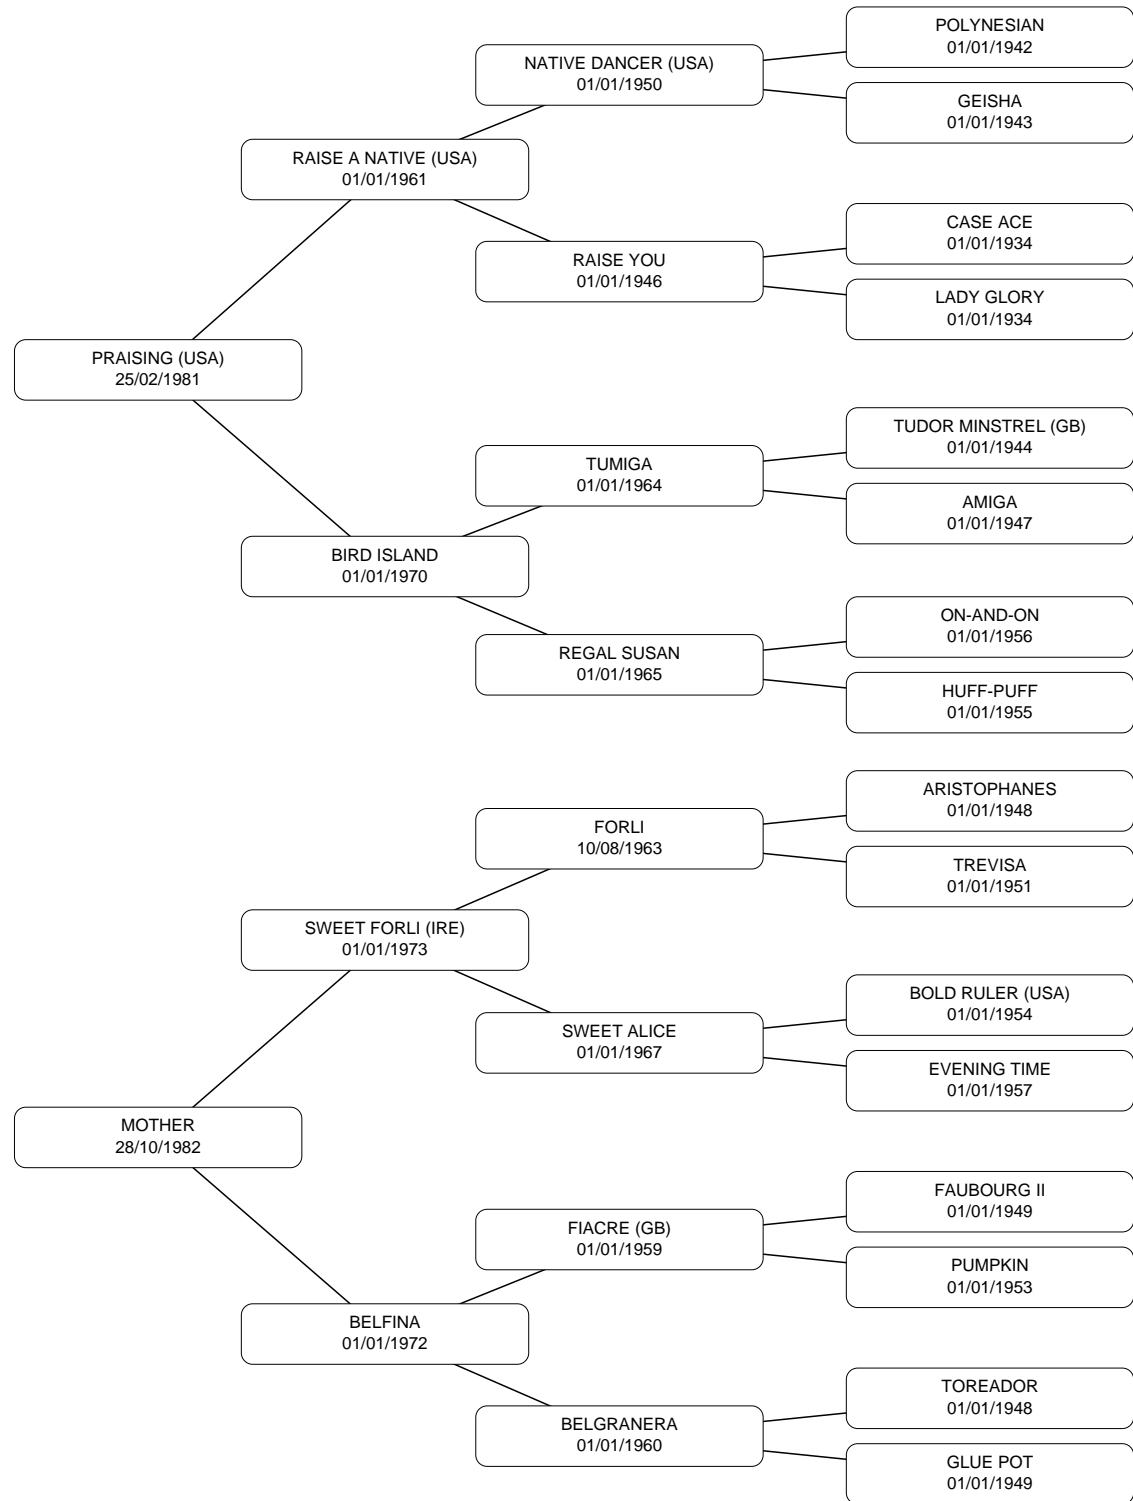 POLYNESIAN
01/01/1942
NATIVE DANCER (USA)
01/01/1950
GEISHA
01/01/1943
RAISE A NATIVE (USA)
01/01/1961
CASE ACE
01/01/1934
RAISE YOU
01/01/1946
LADY GLORY
01/01/1934
PRAISING (USA)
25/02/1981
TUDOR MINSTREL (GB)
01/01/1944
TUMIGA
01/01/1964
AMIGA
01/01/1947
BIRD ISLAND
01/01/1970
ON-AND-ON
01/01/1956
REGAL SUSAN
01/01/1965
HUFF-PUFF
01/01/1955
ARISTOPHANES
01/01/1948
FORLI
10/08/1963
TREVISA
01/01/1951
SWEET FORLI (IRE)
01/01/1973
BOLD RULER (USA)
01/01/1954
SWEET ALICE
01/01/1967
EVENING TIME
01/01/1957
MOTHER
28/10/1982
FAUBOURG II
01/01/1949
FIACRE (GB)
01/01/1959
PUMPKIN
01/01/1953
BELFINA
01/01/1972
TOREADOR
01/01/1948
BELGRANERA
01/01/1960
GLUE POT
01/01/1949